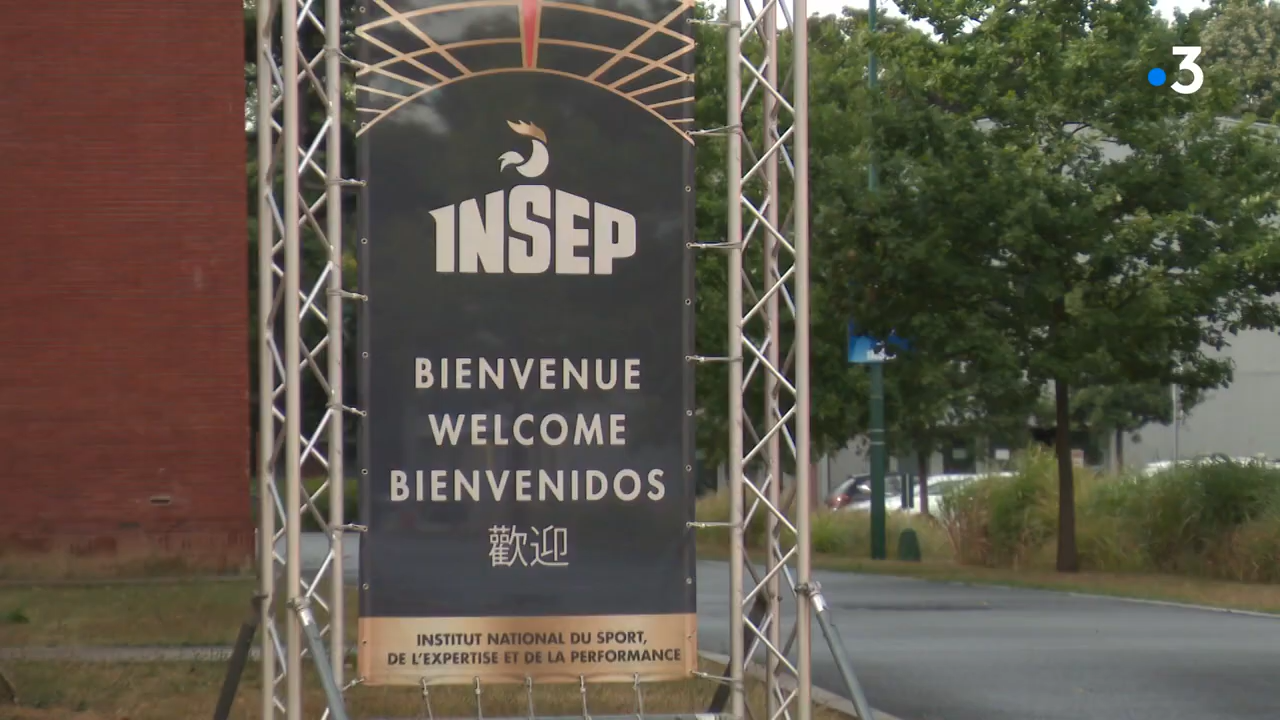 3
INSEP
BIENVENUE
WELCOME
BIENVENIDOS
歡迎
INSTITUT NATIONAL DU SPORT,
DE L'EXPERTISE ET DE LA PERFORMANCE